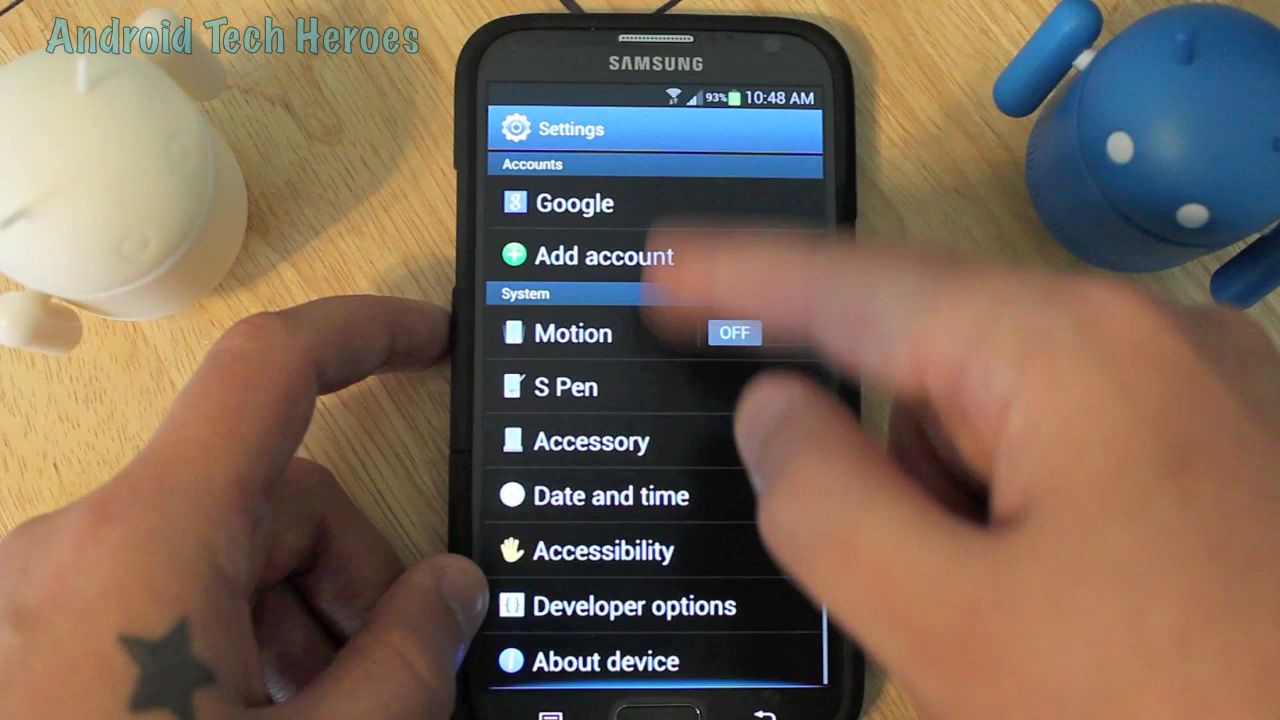 Android Tech Heroes
SAMSUNG
93% 10:48 AM
Settings
Accounts
Google
Add account
System
Motion OFF
S Pen
Accessory
Date and time
Accessibility
Developer options
About device